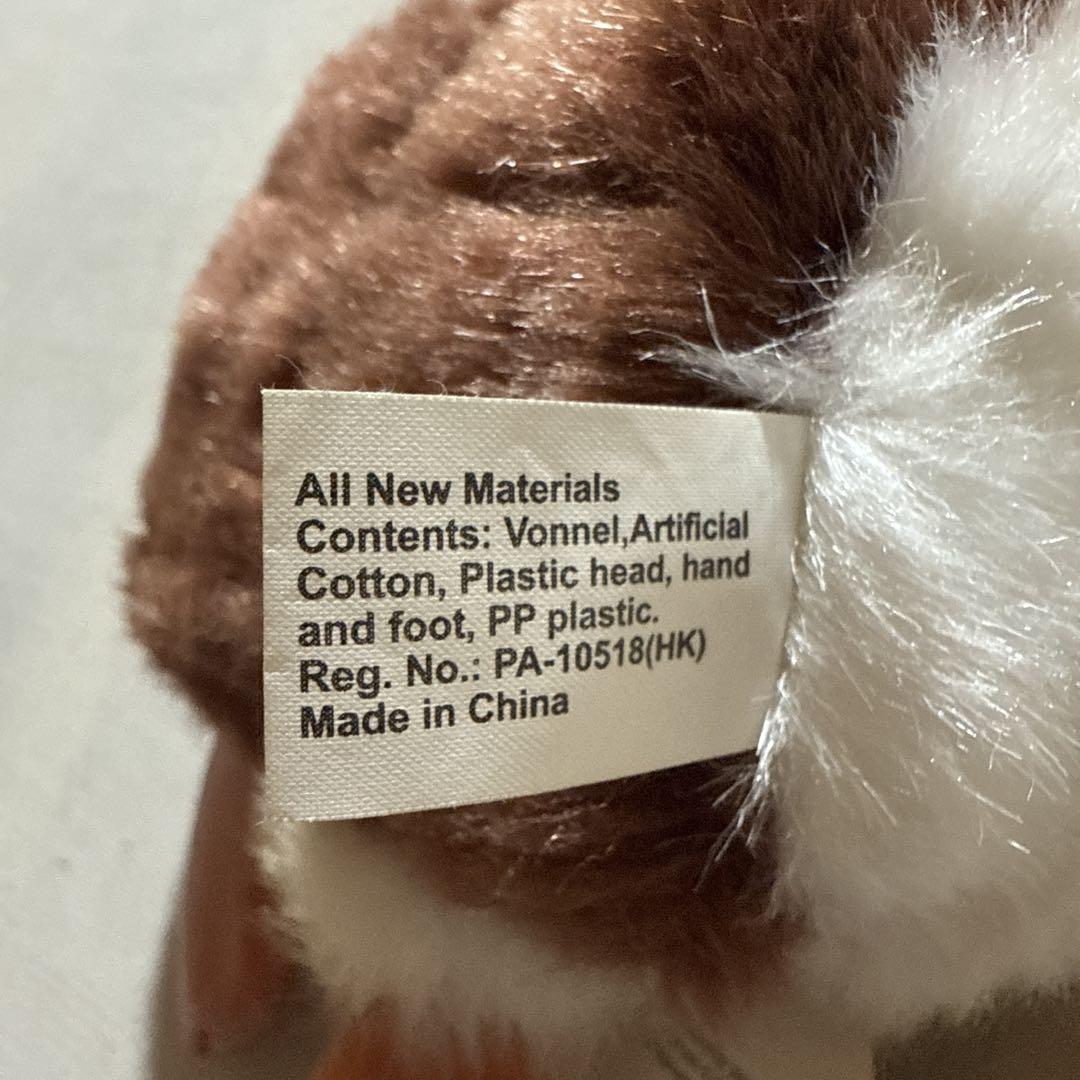 All New Materials
Contents: Vonnel,Artificial
Cotton, Plastic head, hand
and foot, PP plastic.
Reg. No.: PA-10518(HK)
Made in China